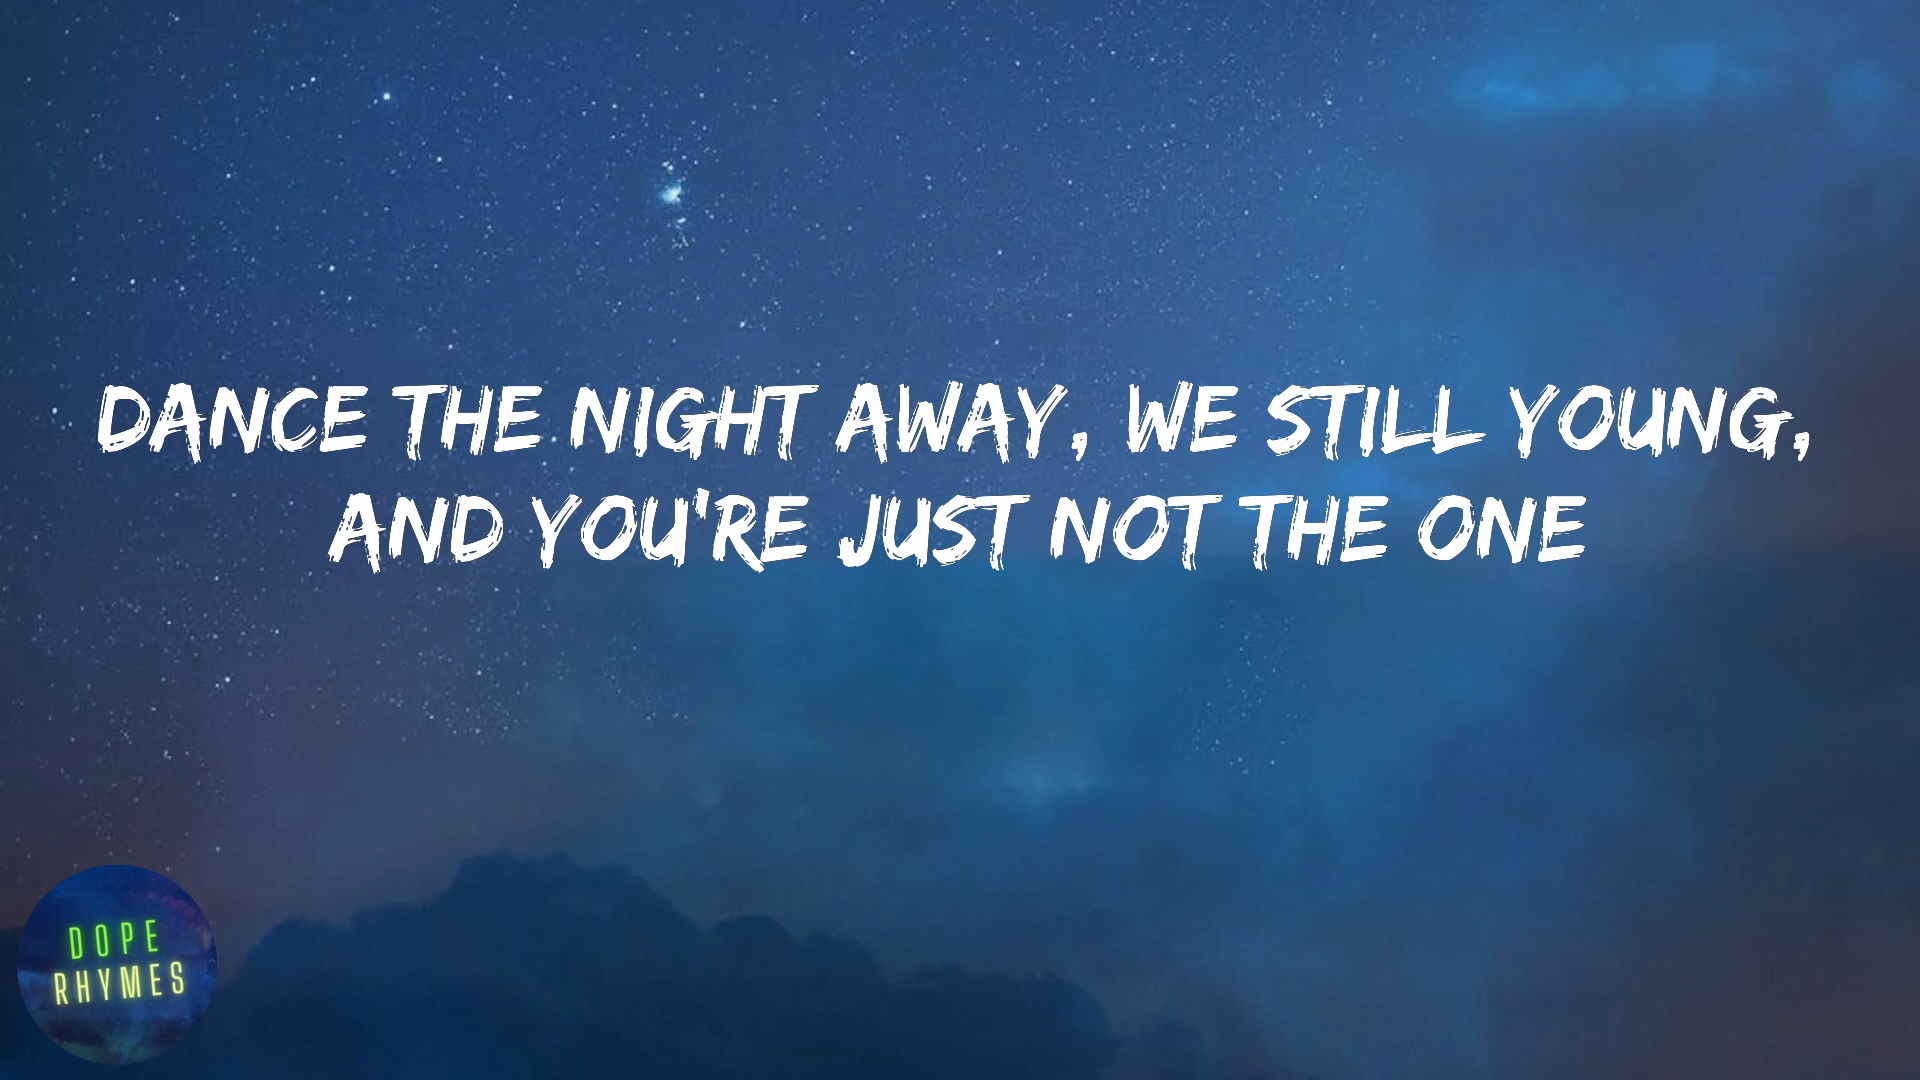 DANCE THE NIGHT AWAY, WE STILL YOUNG,
AND YOU'RE JUST NOT THE ONE
DOPE
RHYMES